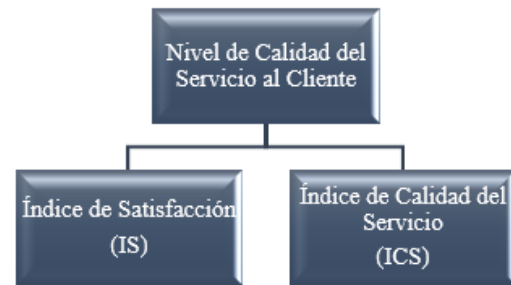 Nivel de Calidad del
Servicio al Cliente
Índice de Satisfacción
(IS)
Índice de Calidad del
Servicio
(ICS)